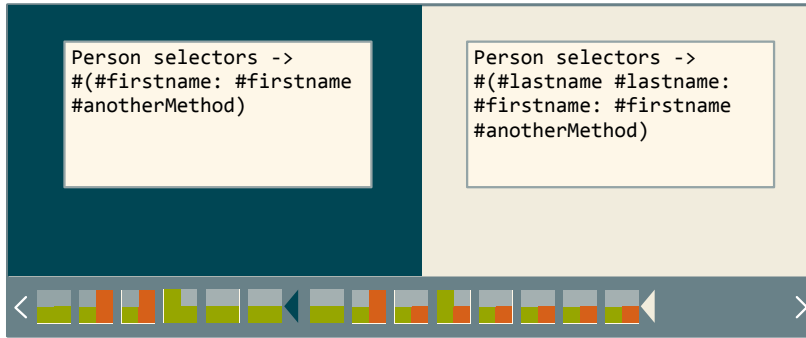 Person selectors ->
#(#firstname: #firstname
#anotherMethod)
Person selectors ->
#(#lastname #lastname:
#firstname: #firstname
#anotherMethod)